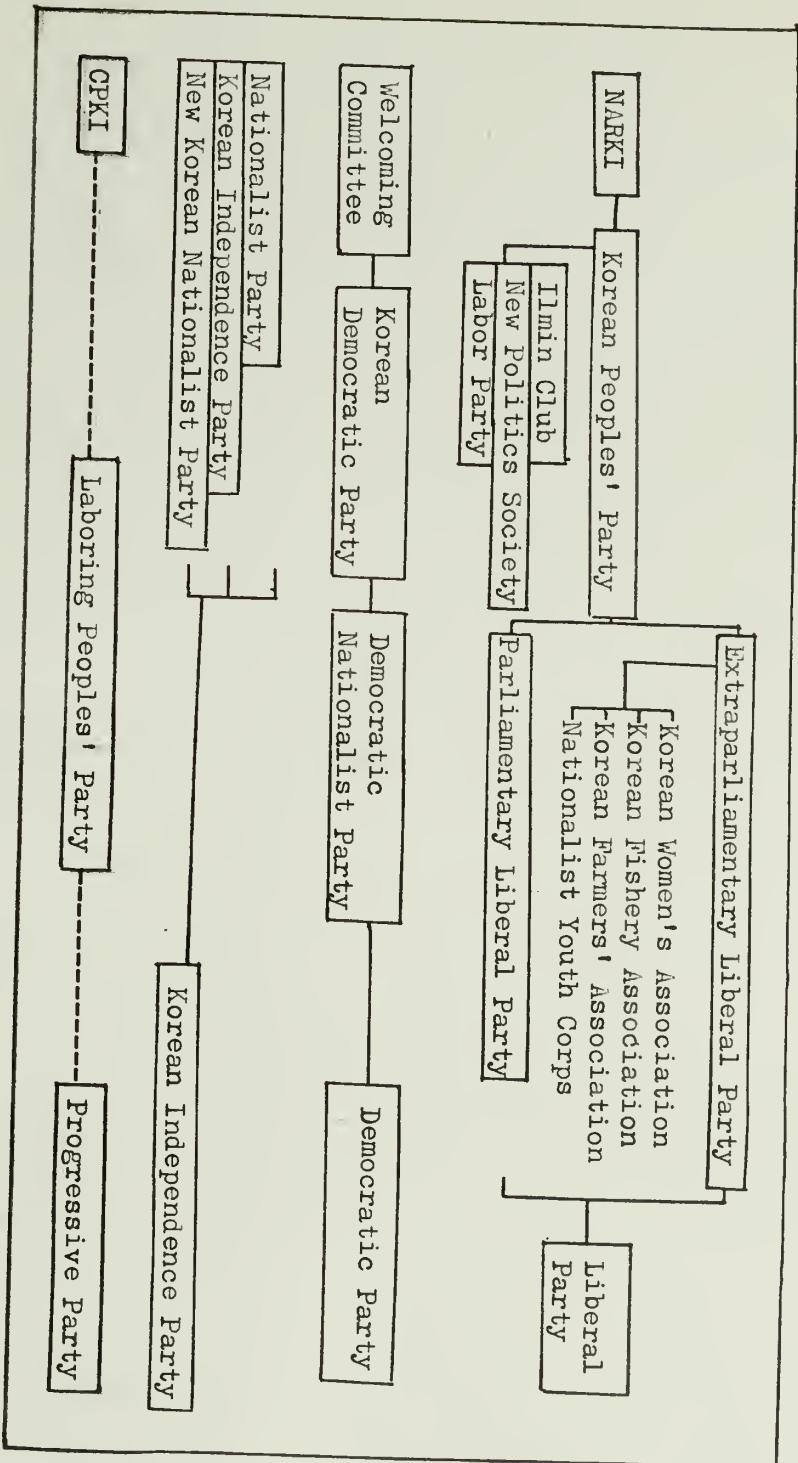 NARKI
Korean Peoples' Party
Ilmin Club
New Politics Society
Labor Party
Extraparliamentary Liberal Party
Korean Women's Association
Korean Fishery Association
Korean Farmers' Association
Nationalist Youth Corps
Parliamentary Liberal Party
Liberal
Party
Welcoming
Committee
Korean
Democratic Party
Democratic
Nationalist Party
Democratic Party
Nationalist Party
Korean Independence Party
New Korean Nationalist Party
Korean Independence Party
CPKI
Laboring Peoples' Party
Progressive Party